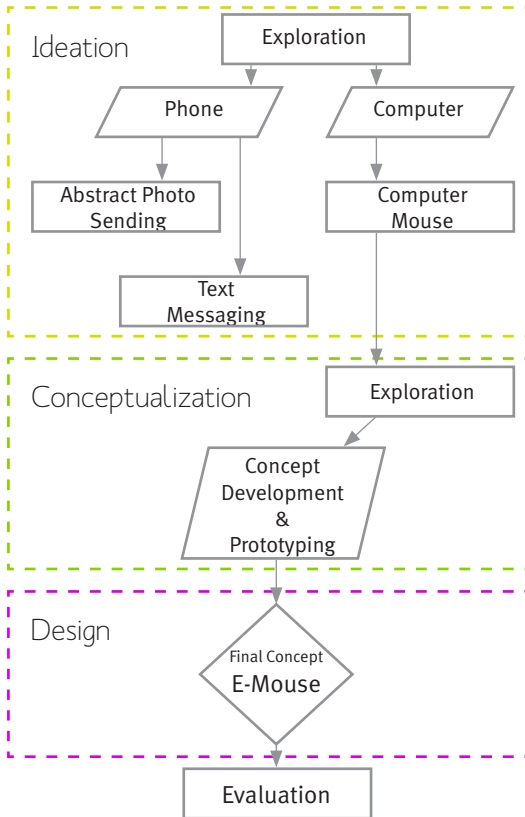 Ideation
Exploration
Phone
Computer
Abstract Photo
Sending
Computer
Mouse
Text
Messaging
Conceptualization
Exploration
Concept
Development
&
Prototyping
Design
Final Concept
E-Mouse
Evaluation